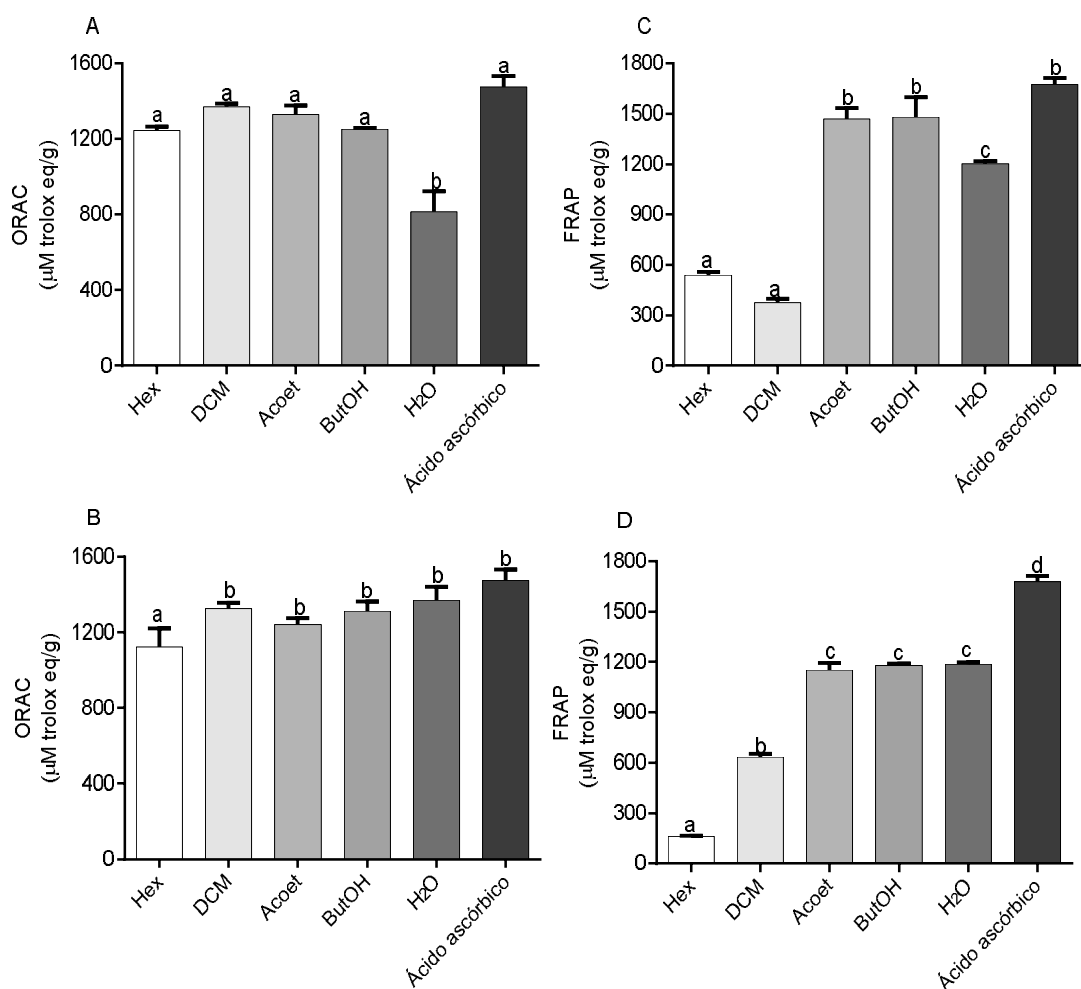 A
ORAC
(μM trolox eq/g)
1600
1200
800
400
0
a
a
a
a
b
a
Hex
DCM
Acoet
ButOH
H2O
Ácido ascórbico
C
FRAP
(μM trolox eq/g)
1800
1500
1200
900
600
300
0
a
a
b
b
c
b
Hex
DCM
Acoet
ButOH
H2O
Ácido ascórbico
B
ORAC
(μM trolox eq/g)
1600
1200
800
400
0
a
b
b
b
b
b
Hex
DCM
Acoet
ButOH
H2O
Ácido ascórbico
D
FRAP
(μM trolox eq/g)
1800
1500
1200
900
600
300
0
a
b
c
c
c
d
Hex
DCM
Acoet
ButOH
H2O
Ácido ascórbico